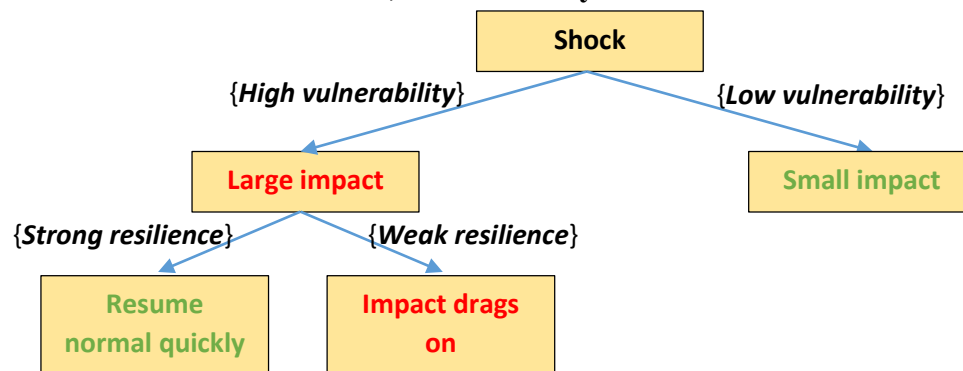 Shock
{High vulnerability}
{Low vulnerability}
Large impact
Small impact
{Strong resilience}
{Weak resilience}
Resume
normal quickly
Impact drags
on